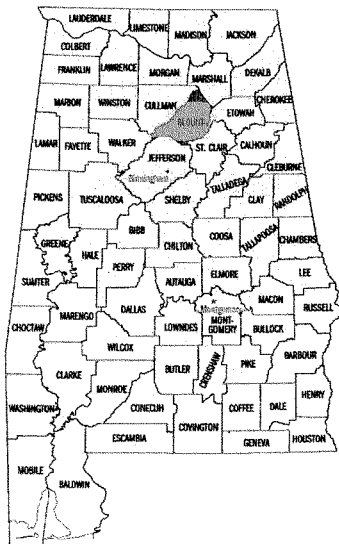 LAUDERDALE
LIMESTONE
MADISON
JACKSON
COLBERT
FRANKLIN
LAWRENCE
MORGAN
MARSHALL
DEKALB
MARION
WINSTON
CULLMAN
BLOUNT
ETOWAH
CHEROKEE
LAMAR
FAYETTE
WALKER
JEFFERSON
Birmingham
ST. CLAIR
CALHOUN
CLEBURNE
PICKENS
TUSCALOOSA
SHELBY
TALLADEGA
CLAY
RANDOLPH
BIBB
GREENE
HALE
PERRY
CHILTON
COOSA
TALLAPOOSA
CHAMBERS
SUMTER
AUTAUGA
ELMORE
LEE
MARENGO
DALLAS
Montgomery
MONT-
GOMERY
MACON
RUSSELL
CHOCTAW
LOWNDES
BULLOCK
WILCOX
CLARKE
BUTLER
CRENSHAW
PIKE
BARBOUR
MONROE
WASHINGTON
CONECUH
COVINGTON
COFFEE
DALE
HENRY
ESCAMBIA
GENEVA
HOUSTON
MOBILE
BALDWIN